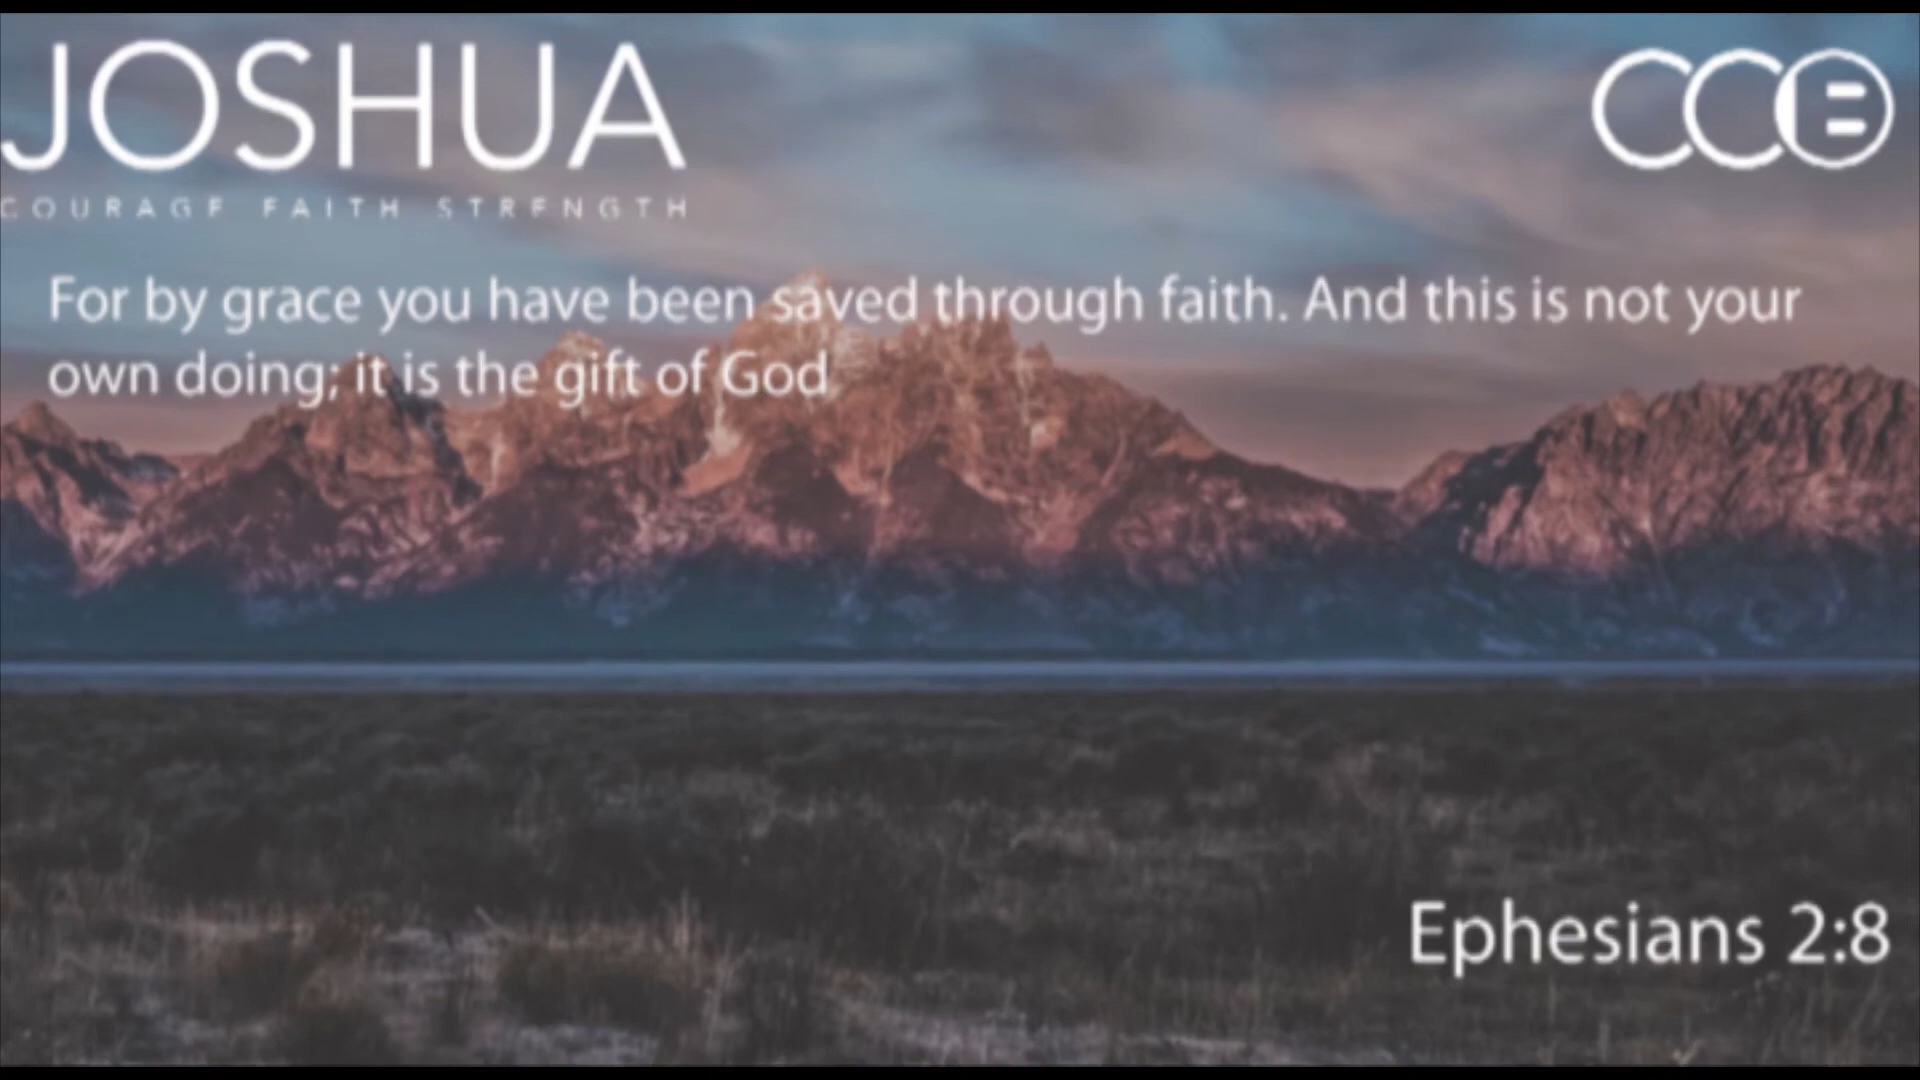 JOSHUA
CCB
COURAGE FAITH STRENGTH
For by grace you have been saved through faith. And this is not your
own doing; it is the gift of God
Ephesians 2:8